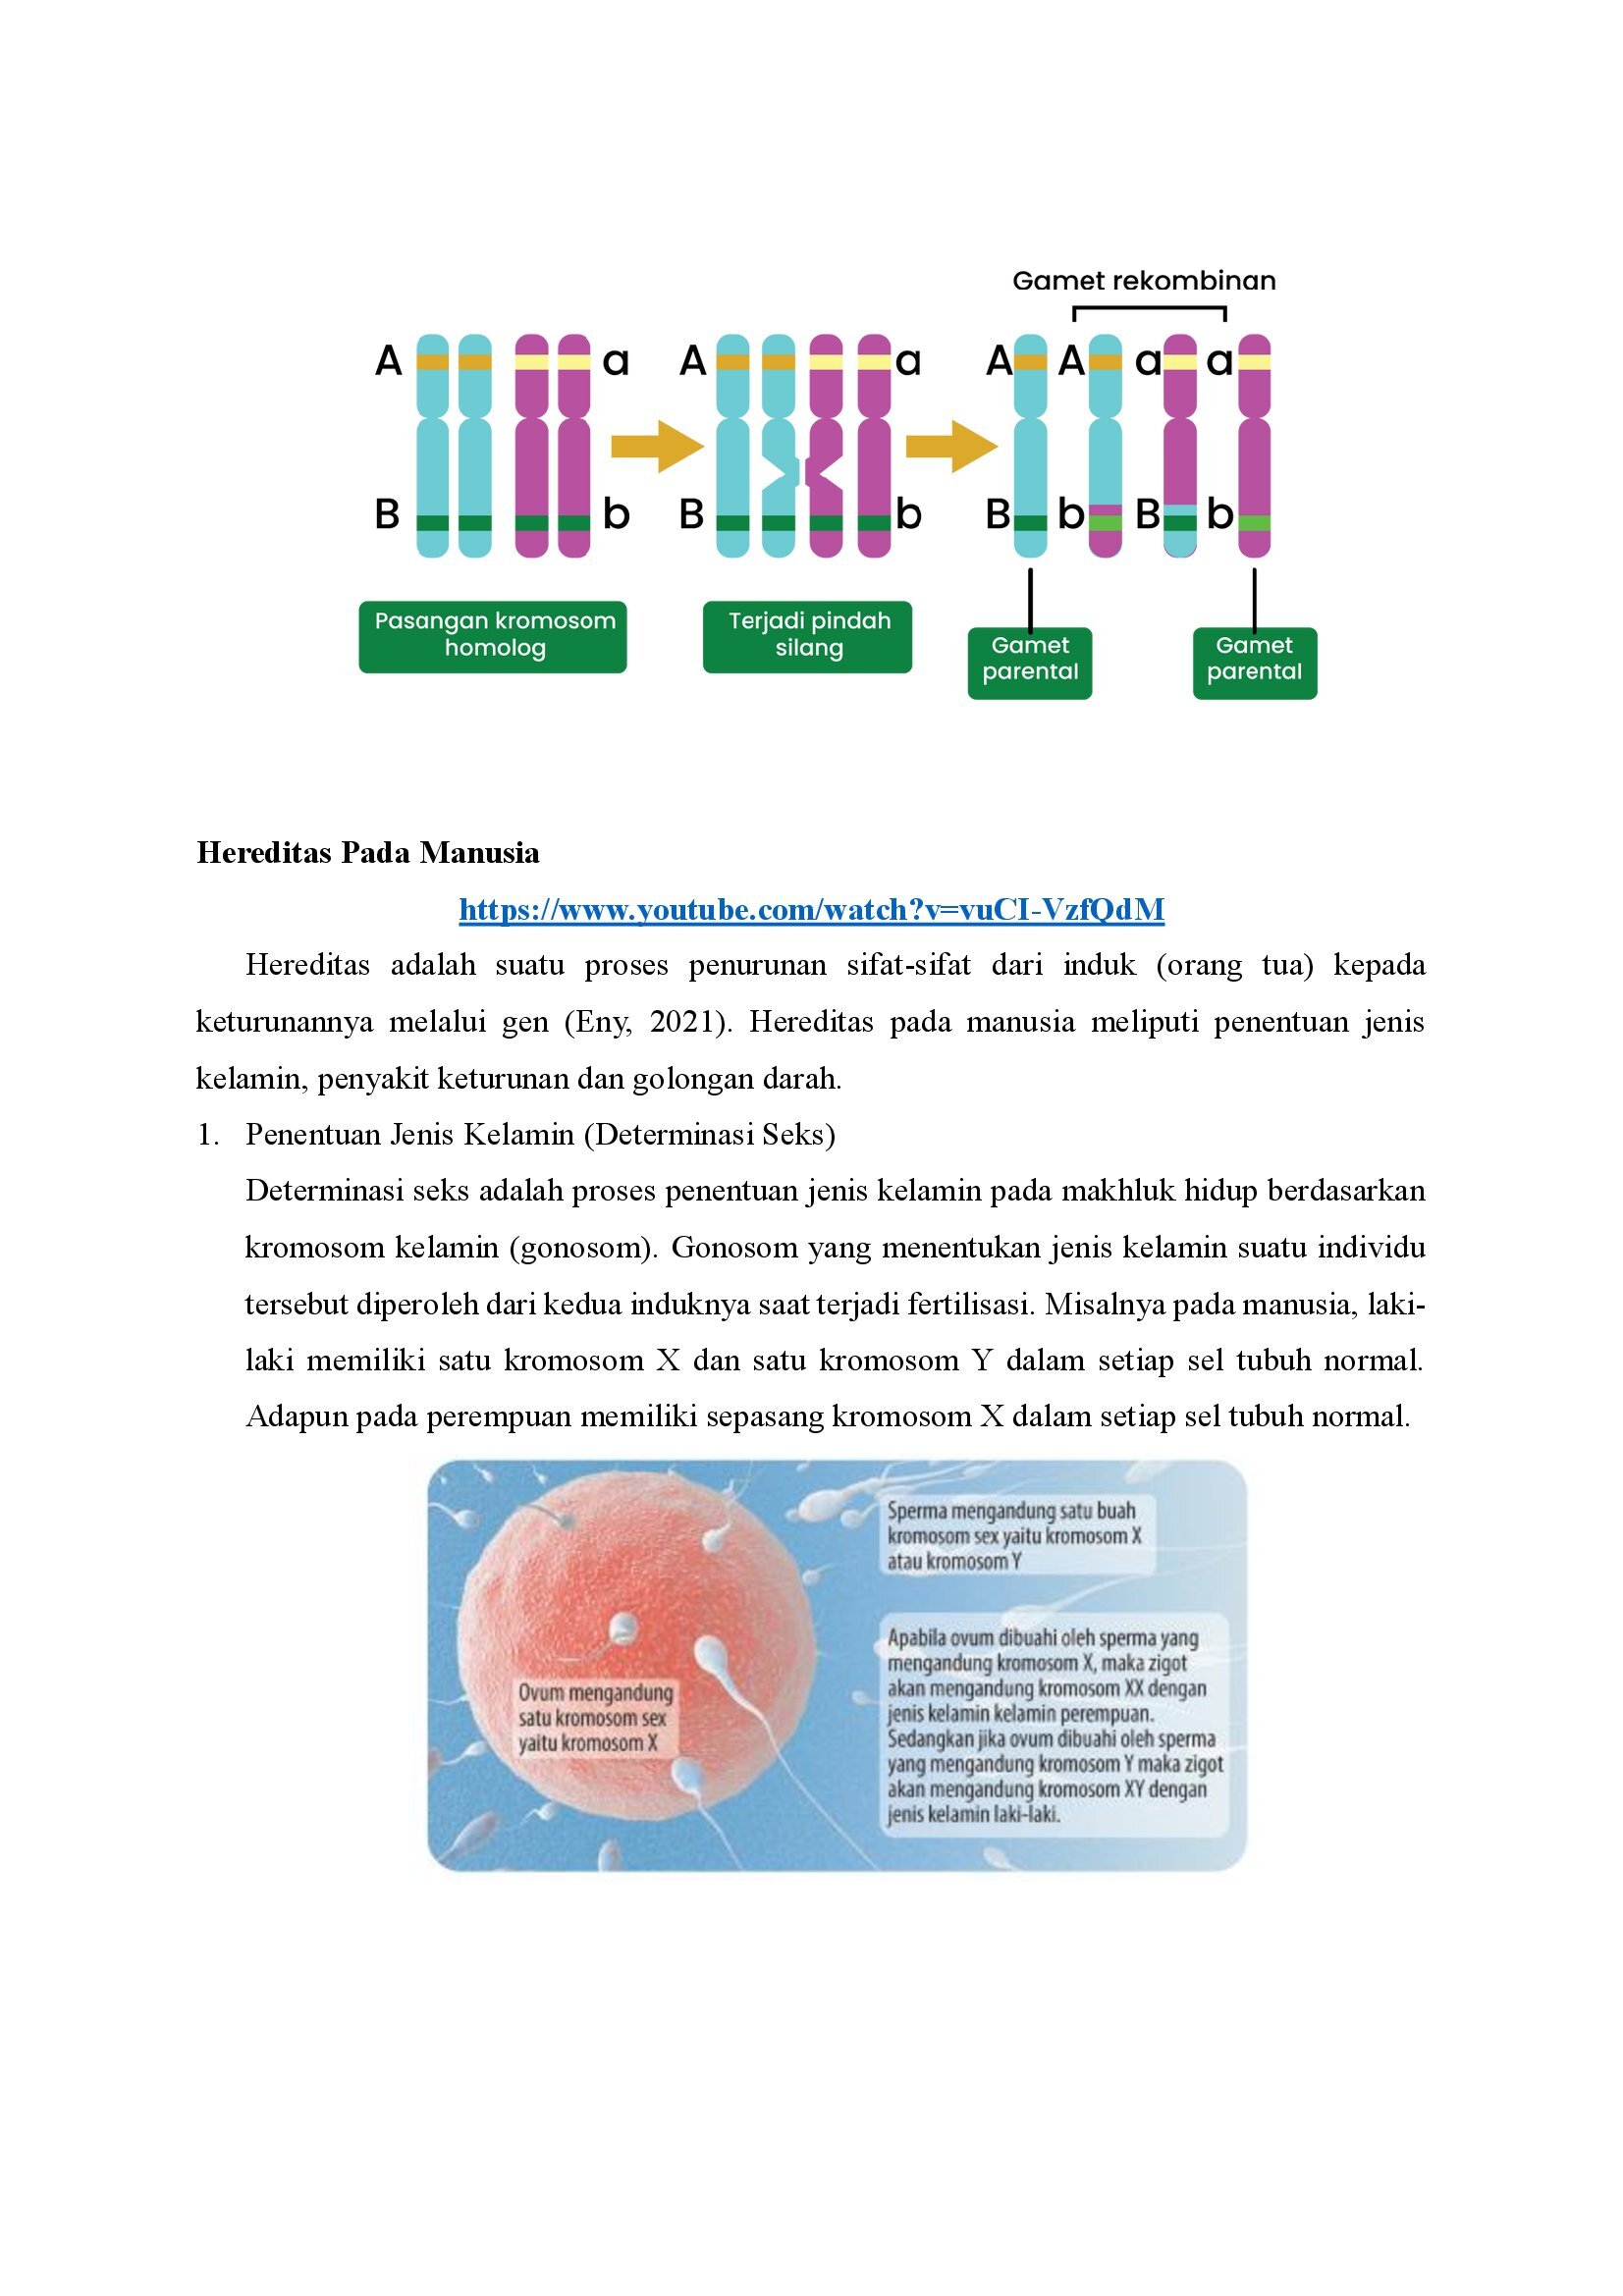 Gamet rekombinan
A a A a A A a a
B b B b B b B b
Pasangan kromosom
homolog
Terjadi pindah
silang
Gamet
parental
Gamet
parental
Hereditas Pada Manusia
https://www.youtube.com/watch?v=vuCI-VzfQdM
Hereditas adalah suatu proses penurunan sifat-sifat dari induk (orang tua) kepada
keturunannya melalui gen (Eny, 2021). Hereditas pada manusia meliputi penentuan jenis
kelamin, penyakit keturunan dan golongan darah.
1. Penentuan Jenis Kelamin (Determinasi Seks)
Determinasi seks adalah proses penentuan jenis kelamin pada makhluk hidup berdasarkan
kromosom kelamin (gonosom). Gonosom yang menentukan jenis kelamin suatu individu
tersebut diperoleh dari kedua induknya saat terjadi fertilisasi. Misalnya pada manusia, laki-
laki memiliki satu kromosom X dan satu kromosom Y dalam setiap sel tubuh normal.
Adapun pada perempuan memiliki sepasang kromosom X dalam setiap sel tubuh normal.
Sperma mengandung satu buah
kromosom sex yaitu kromosom X
atau kromosom Y
Ovum mengandung
satu kromosom sex
yaitu kromosom X
Apabila ovum dibuahi oleh sperma yang
mengandung kromosom X, maka zigot
akan mengandung kromosom XX dengan
jenis kelamin kelamin perempuan.
Sedangkan jika ovum dibuahi oleh sperma
yang mengandung kromosom Y maka zigot
akan mengandung kromosom XY dengan
jenis kelamin laki-laki.